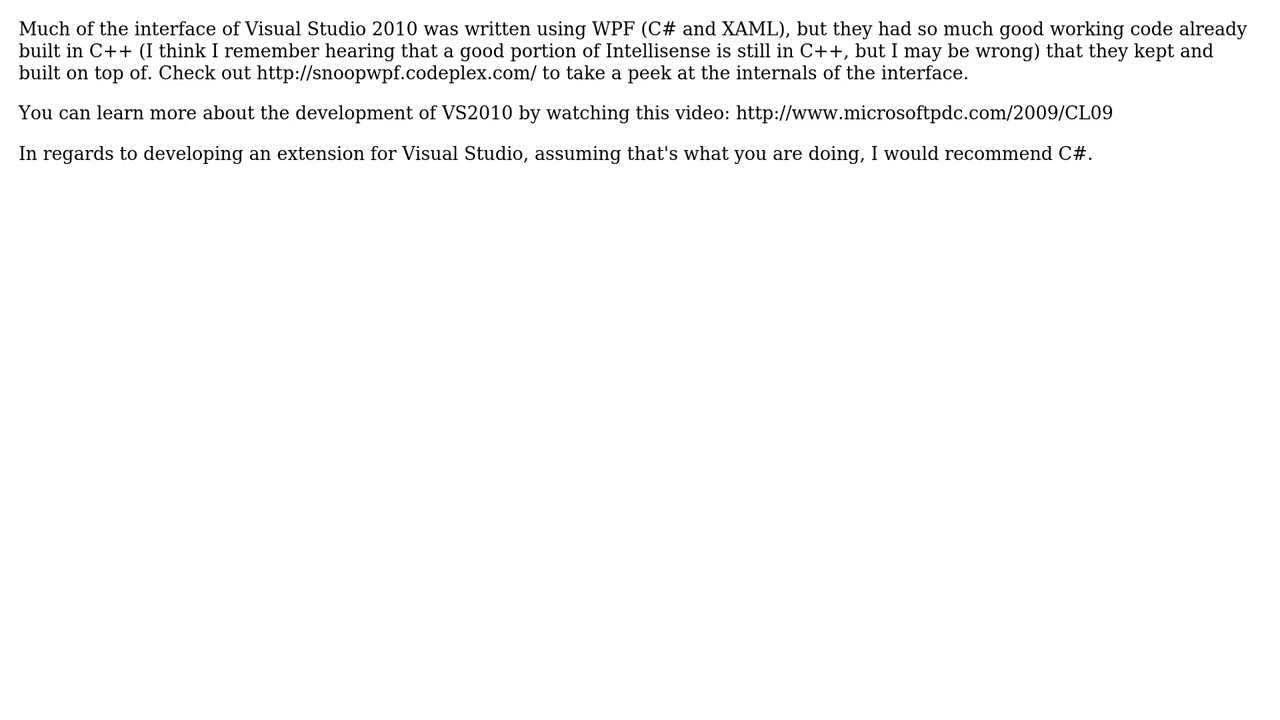 Much of the interface of Visual Studio 2010 was written using WPF (C# and XAML), but they had so much good working code already
built in C++ (I think I remember hearing that a good portion of Intellisense is still in C++, but I may be wrong) that they kept and
built on top of. Check out http://snoopwpf.codeplex.com/ to take a peek at the internals of the interface.
You can learn more about the development of VS2010 by watching this video: http://www.microsoftpdc.com/2009/CL09
In regards to developing an extension for Visual Studio, assuming that's what you are doing, I would recommend C#.